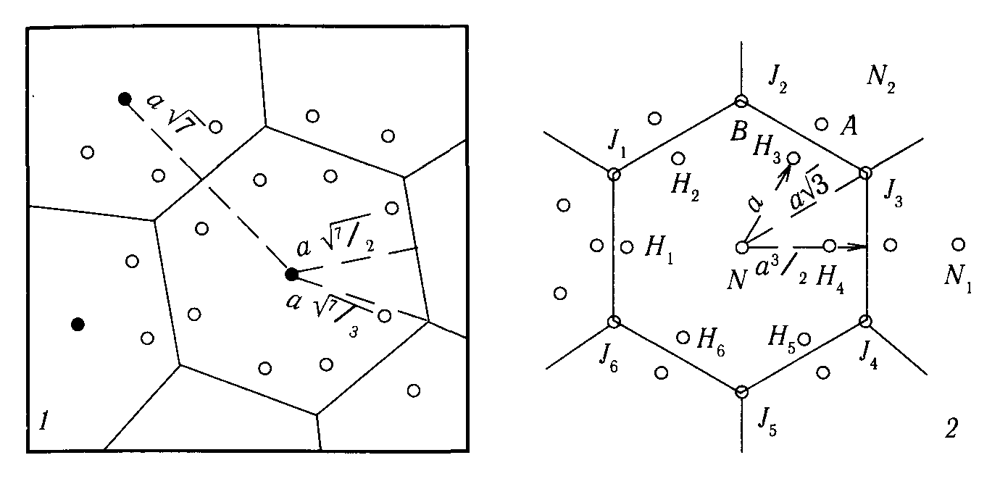 a √7
a √7/2
a √7/3
1
J₂
N₂
J₁
B
H₃
A
H₂
a
a√3
J₃
H₁
N
a 3/2
H₄
N₁
H₆
H₅
J₆
J₄
J₅
2